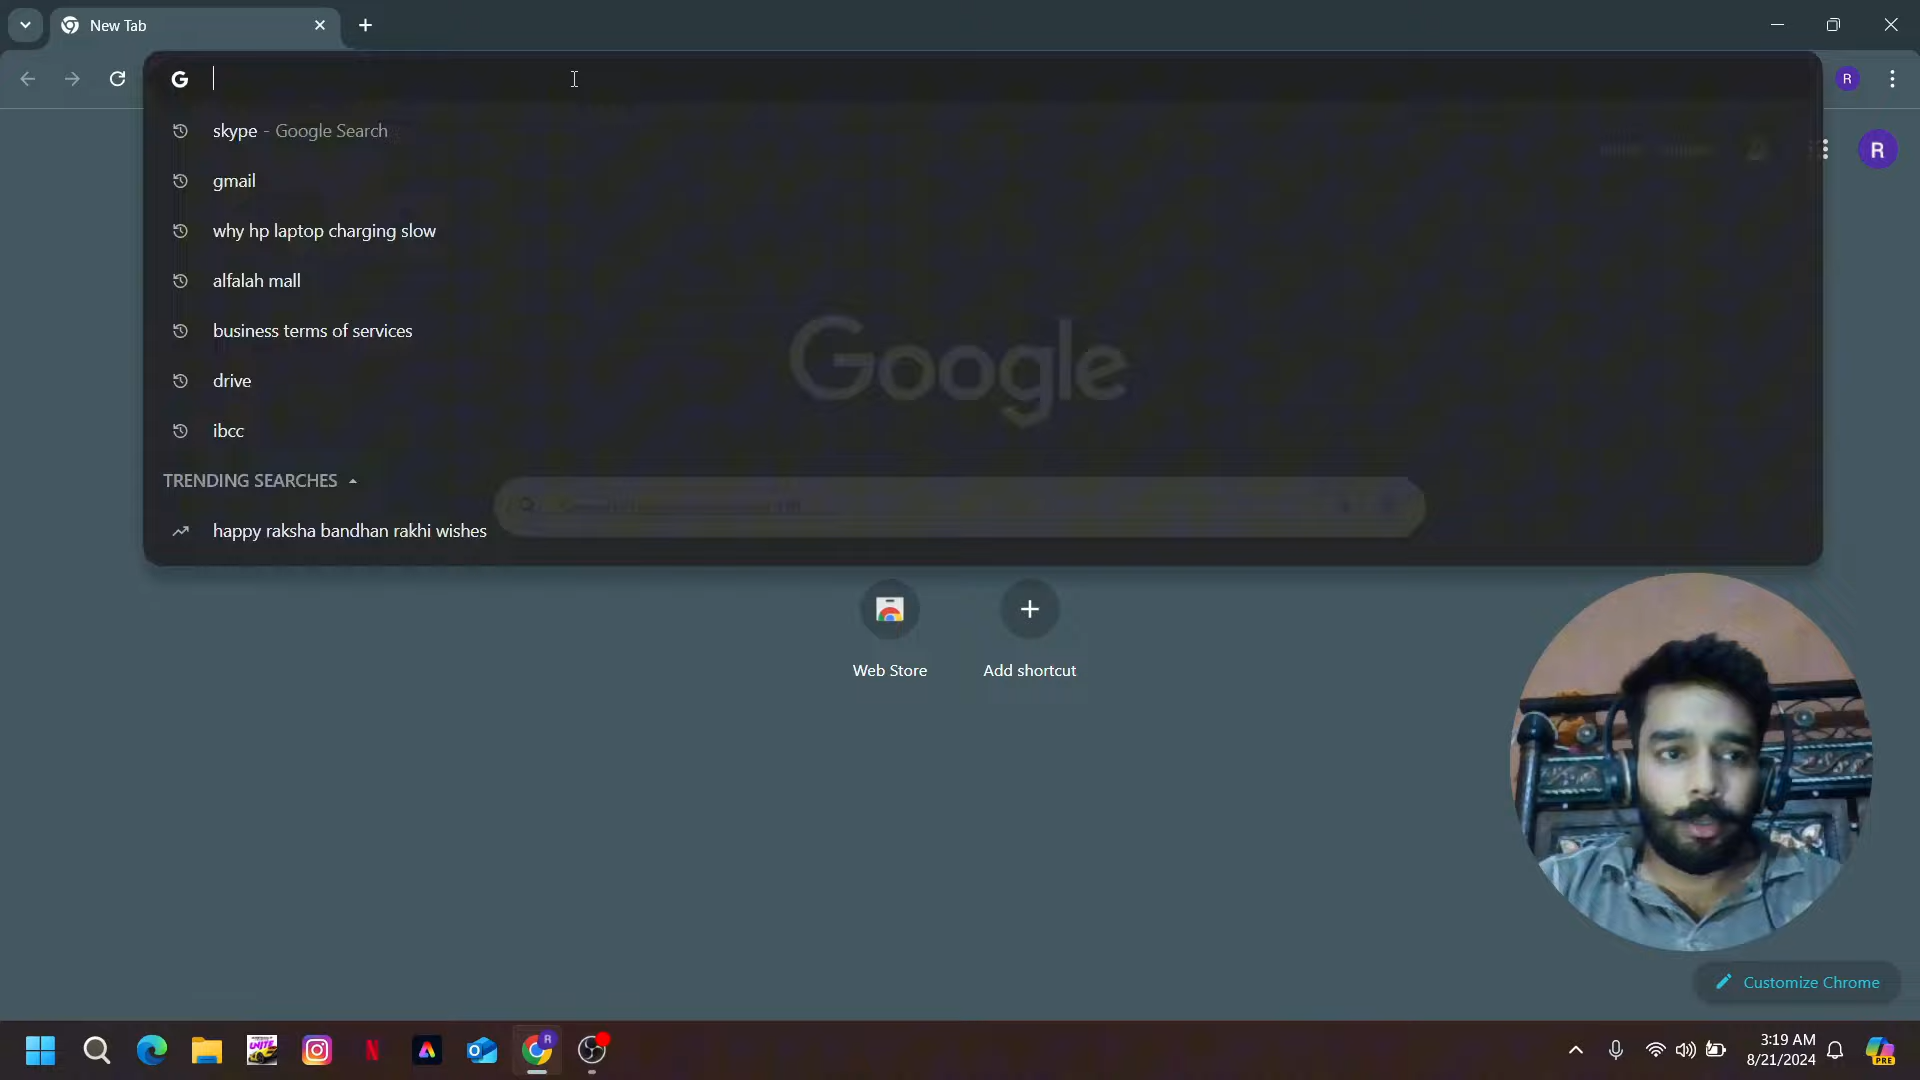 New Tab
R
skype - Google Search
gmail
R
why hp laptop charging slow
alfalah mall
business terms of services
drive
Google
ibcc
TRENDING SEARCHES
happy raksha bandhan rakhi wishes
Web Store
Add shortcut
Customize Chrome
3:19 AM
8/21/2024